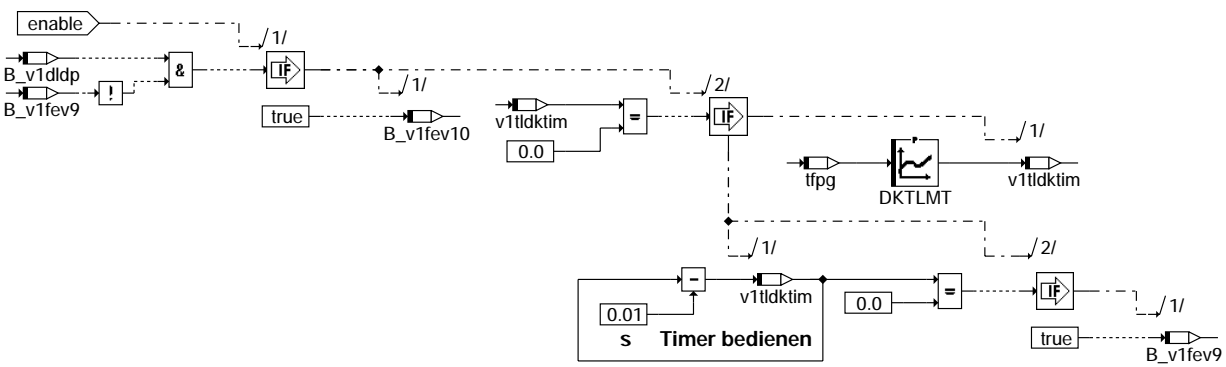 enable
/1/
B_v1dldp
&
IF
B_v1fev9
!
/1/
/2/
true
B_v1fev10
v1tldktim
=
IF
0.0
/1/
P
tfpg
DKTLMT
v1tldktim
/1/
/2/
-
v1tldktim
=
IF
0.01
0.0
/1/
s Timer bedienen
true
B_v1fev9